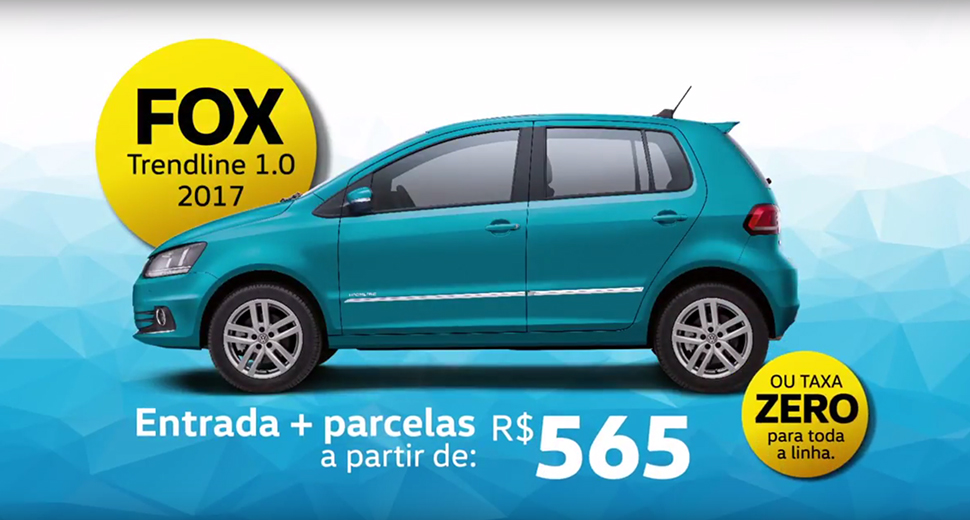 FOX
Trendline 1.0
2017
Entrada + parcelas
a partir de:
R$ 565
OU TAXA
ZERO
para toda
a linha.